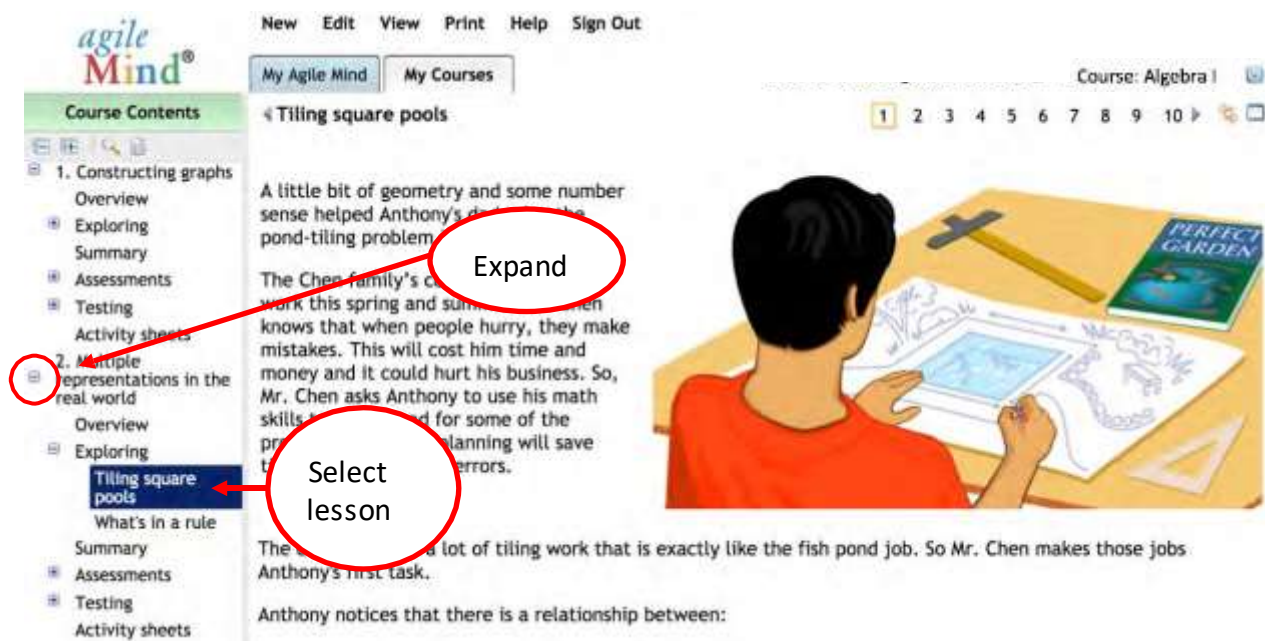 agile
Mind®
New Edit View Print Help Sign Out
My Agile Mind My Courses
Course: Algebra I
Course Contents
Tiling square pools
1 2 3 4 5 6 7 8 9 10
1. Constructing graphs
Overview
Exploring
Summary
Assessments
Testing
Activity sheets
2. Multiple
representations in the
real world
Overview
Exploring
Tiling square
pools
What's in a rule
Summary
Assessments
Testing
Activity sheets
A little bit of geometry and some number
sense helped Anthony's the
pond-tiling problem
The Chen family's
work this spring and
knows that when people hurry, they make
mistakes. This will cost him time and
money and it could hurt his business. So,
Mr. Chen asks Anthony to use his math
skills for some of the
planning will save
errors.
The a lot of tiling work that is exactly like the fish pond job. So Mr. Chen makes those jobs
Anthony's first task.
Anthony notices that there is a relationship between:
Expand
Select
lesson
PERFECT
GARDEN